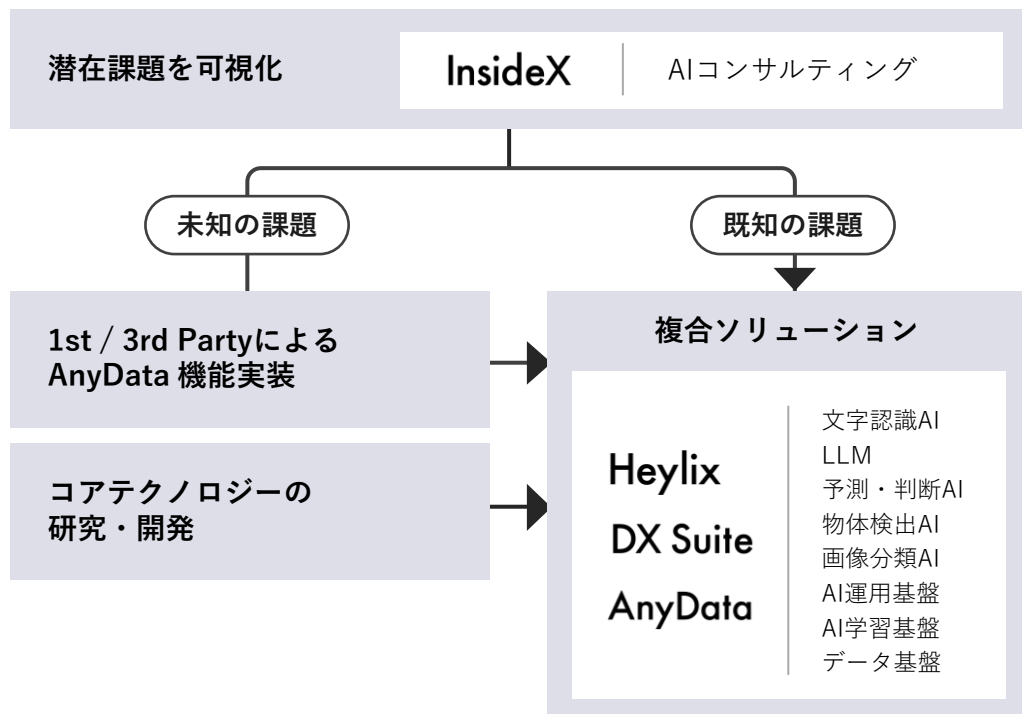 潜在課題を可視化
InsideX
AIコンサルティング
未知の課題
既知の課題
1st / 3rd Partyによる
AnyData 機能実装
コアテクノロジーの
研究・開発
複合ソリューション
Heylix
DX Suite
AnyData
文字認識AI
LLM
予測・判断AI
物体検出AI
画像分類AI
AI運用基盤
AI学習基盤
データ基盤